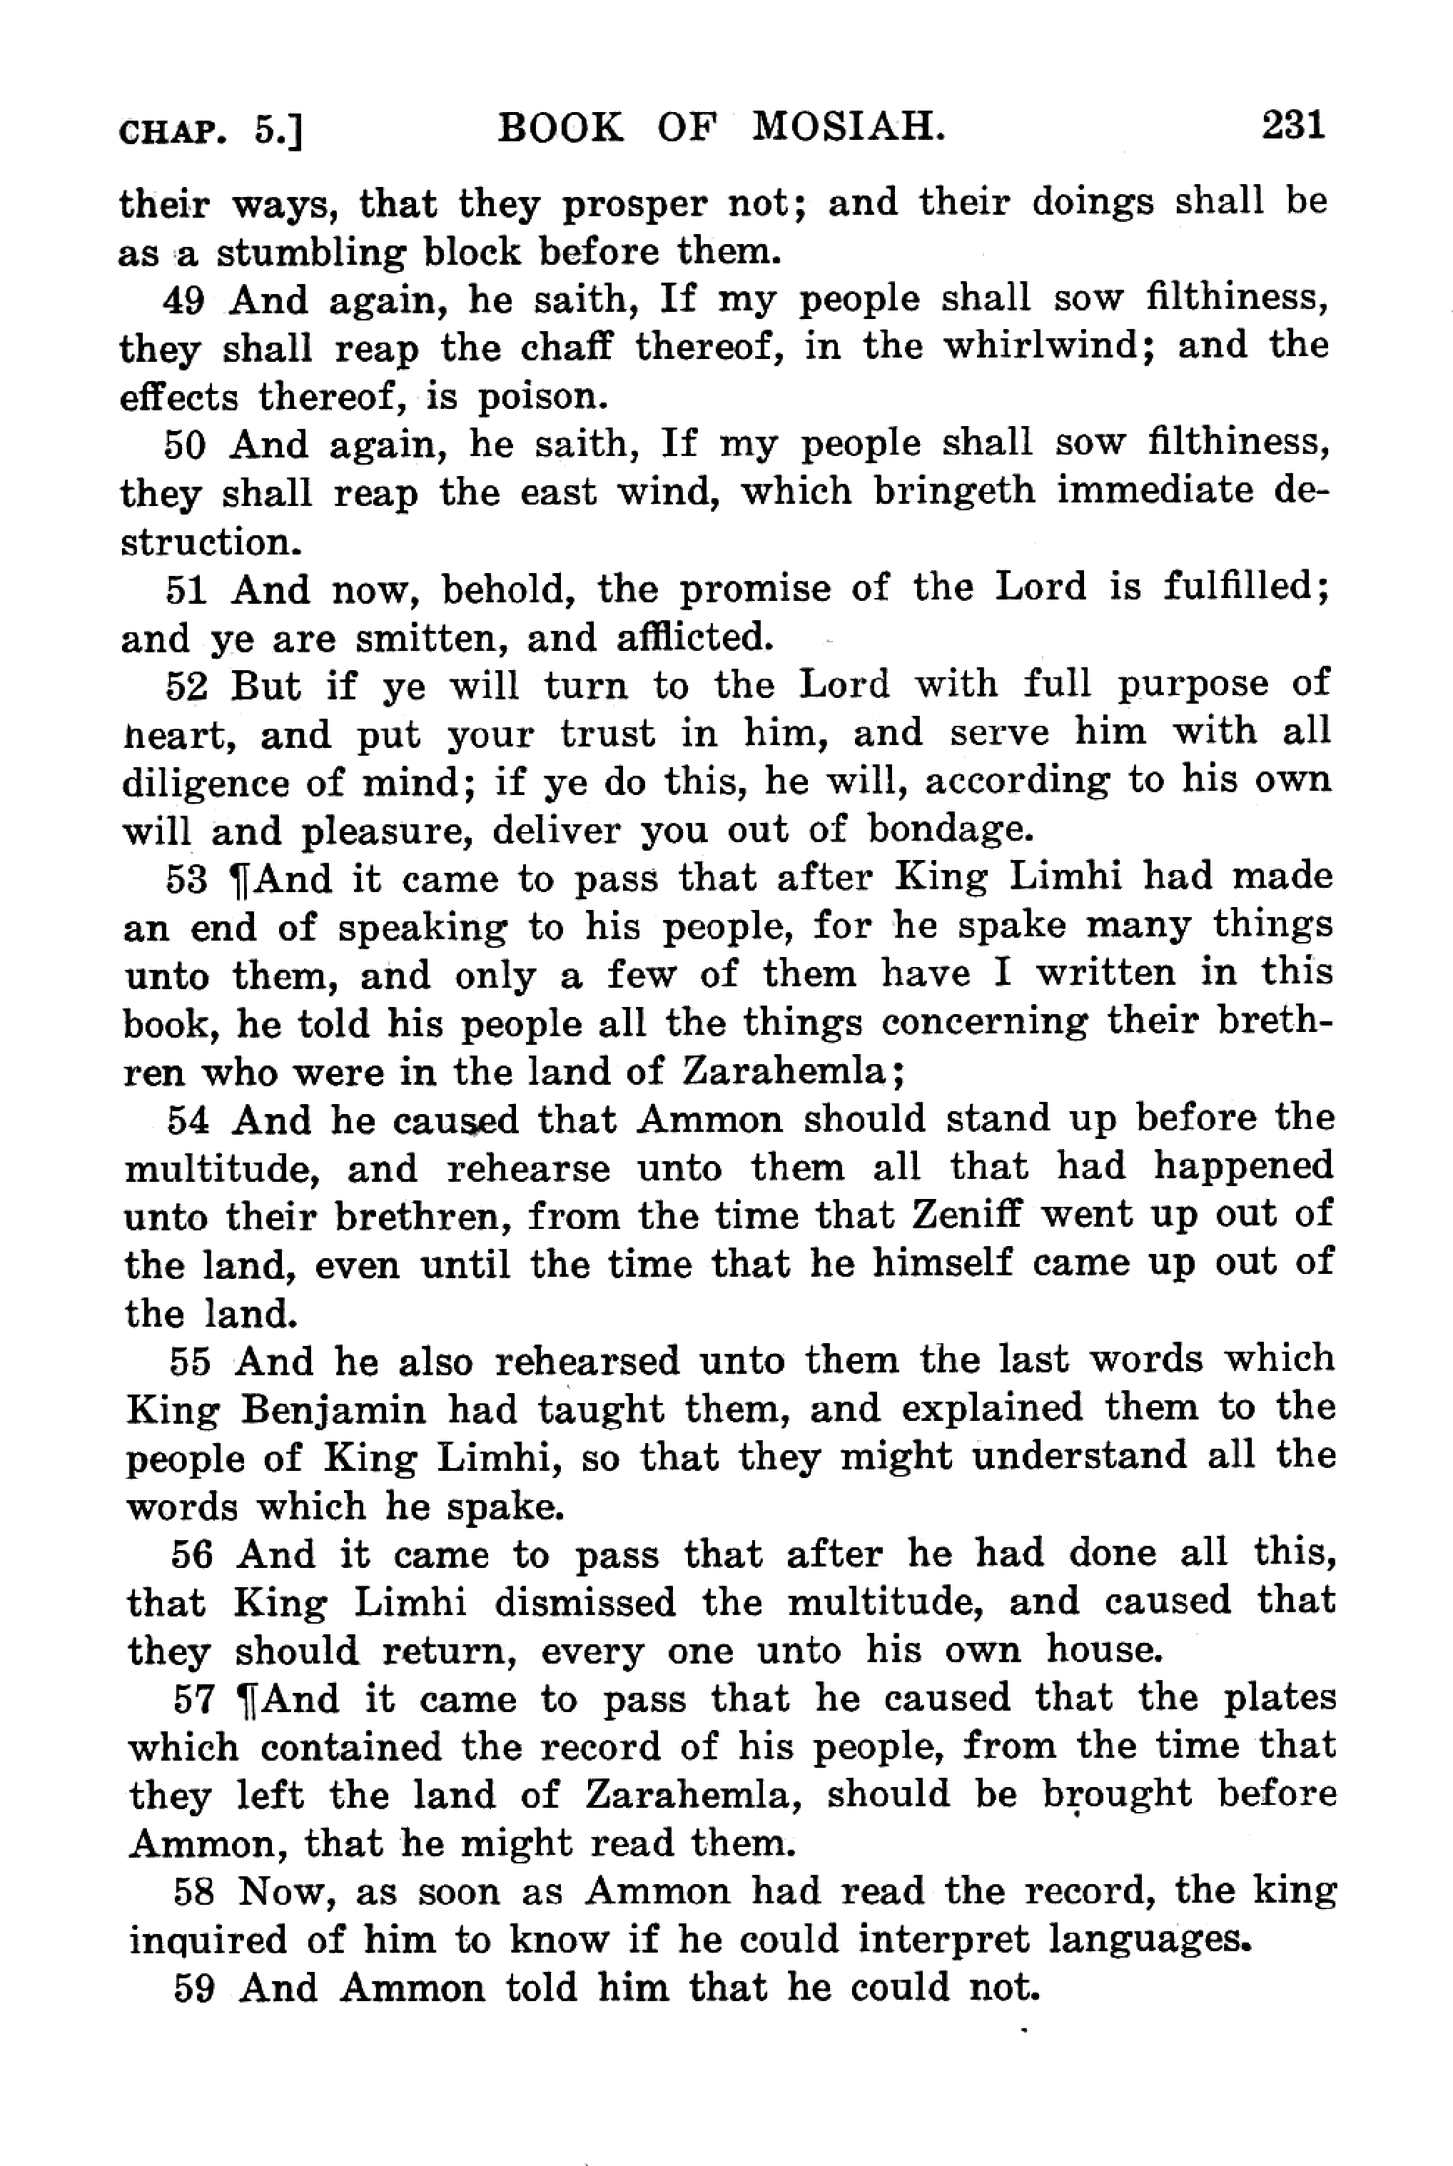 CHAP. 5.] BOOK OF MOSIAH. 231
their ways, that they prosper not; and their doings shall be
as a stumbling block before them.
49 And again, he saith, If my people shall sow filthiness,
they shall reap the chaff thereof, in the whirlwind; and the
effects thereof, is poison.
50 And again, he saith, If my people shall sow filthiness,
they shall reap the east wind, which bringeth immediate de-
struction.
51 And now, behold, the promise of the Lord is fulfilled;
and ye are smitten, and afflicted.
52 But if ye will turn to the Lord with full purpose of
heart, and put your trust in him, and serve him with all
diligence of mind; if ye do this, he will, according to his own
will and pleasure, deliver you out of bondage.
53 ¶And it came to pass that after King Limhi had made
an end of speaking to his people, for he spake many things
unto them, and only a few of them have I written in this
book, he told his people all the things concerning their breth-
ren who were in the land of Zarahemla;
54 And he caused that Ammon should stand up before the
multitude, and rehearse unto them all that had happened
unto their brethren, from the time that Zeniff went up out of
the land, even until the time that he himself came up out of
the land.
55 And he also rehearsed unto them the last words which
King Benjamin had taught them, and explained them to the
people of King Limhi, so that they might understand all the
words which he spake.
56 And it came to pass that after he had done all this,
that King Limhi dismissed the multitude, and caused that
they should return, every one unto his own house.
57 ¶And it came to pass that he caused that the plates
which contained the record of his people, from the time that
they left the land of Zarahemla, should be brought before
Ammon, that he might read them.
58 Now, as soon as Ammon had read the record, the king
inquired of him to know if he could interpret languages.
59 And Ammon told him that he could not.